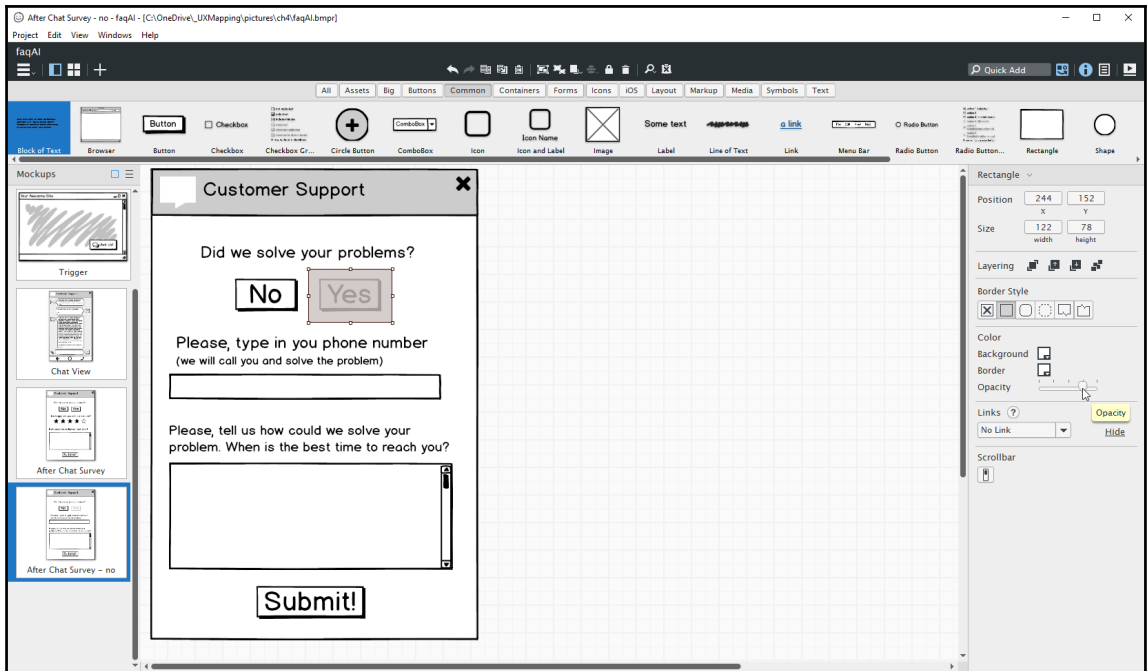 After Chat Survey - no - faqAI - [C:\OneDrive\_UXMapping\pictures\ch4\faqAI.bmpr]
Project Edit View Windows Help
faqAI
Quick Add
All Assets Big Buttons Common Containers Forms Icons iOS Layout Markup Media Symbols Text
Button
Checkbox
ComboBox
Icon Name
Some text
a link
Radio Button
Block of Text Browser Button Checkbox Checkbox Gr... Circle Button ComboBox Icon Icon and Label Image Label Line of Text Link Menu Bar Radio Button Radio Button... Rectangle Shape
Mockups
Trigger
Chat View
After Chat Survey
After Chat Survey - no
Customer Support
Did we solve your problems?
No Yes
Please, type in you phone number
(we will call you and solve the problem)
Please, tell us how could we solve your
problem. When is the best time to reach you?
Submit!
Rectangle
Position 244 152
X Y
Size 122 78
width height
Layering
Border Style
Color
Background
Border
Opacity
Links ? Opacity
No Link Hide
Scrollbar